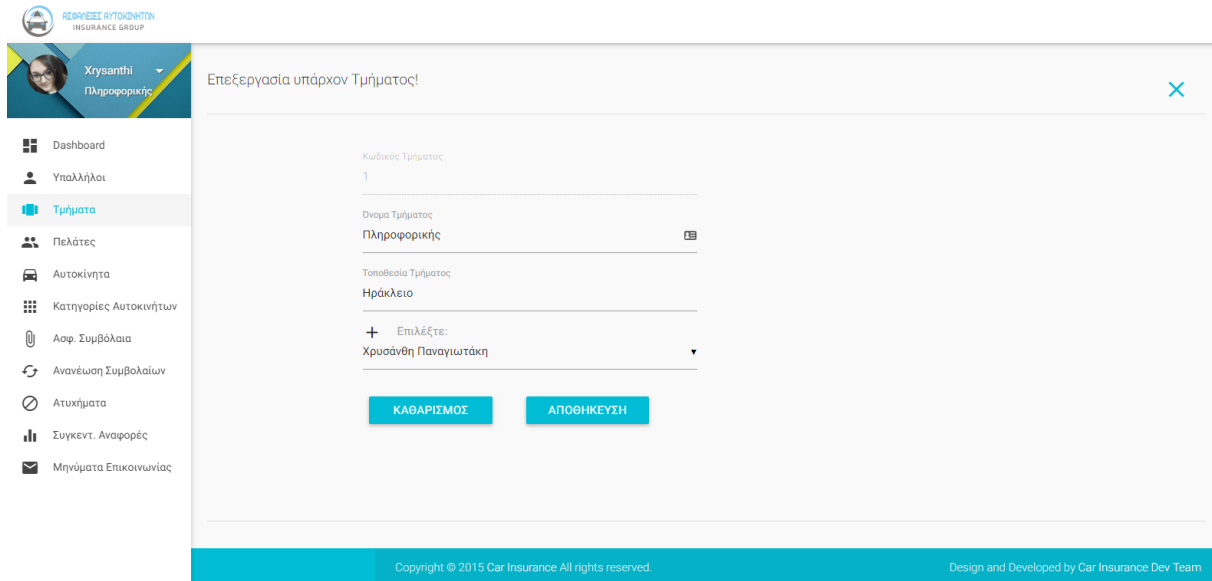 ΑΣΦΑΛΕΙΕΣ ΑΥΤΟΚΙΝΗΤΩΝ
INSURANCE GROUP
Xrysanthi
Πληροφορικής
Dashboard
Υπαλλήλοι
Τμήματα
Πελάτες
Αυτοκίνητα
Κατηγορίες Αυτοκινήτων
Ασφ. Συμβόλαια
Ανανέωση Συμβολαίων
Ατυχήματα
Συγκεντ. Αναφορές
Μηνύματα Επικοινωνίας
Επεξεργασία υπάρχον Τμήματος!
Κωδικός Τμήματος
1
Όνομα Τμήματος
Πληροφορικής
Τοποθεσία Τμήματος
Ηράκλειο
Επιλέξτε:
Χρυσάνθη Παναγιωτάκη
ΚΑΘΑΡΙΣΜΟΣ ΑΠΟΘΗΚΕΥΣΗ
Copyright © 2015 Car Insurance All rights reserved. Design and Developed by Car Insurance Dev Team